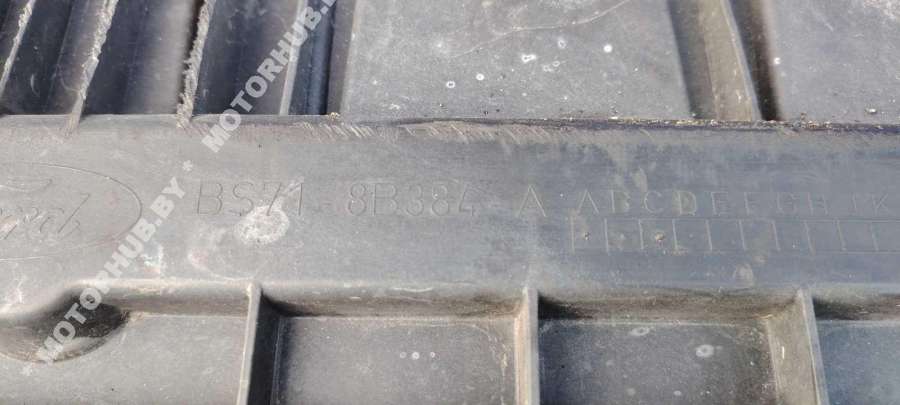 MOTORHUB.BY * MOTORHUB.BY
Ford BS71 8B384 A ABCDEFGHJK